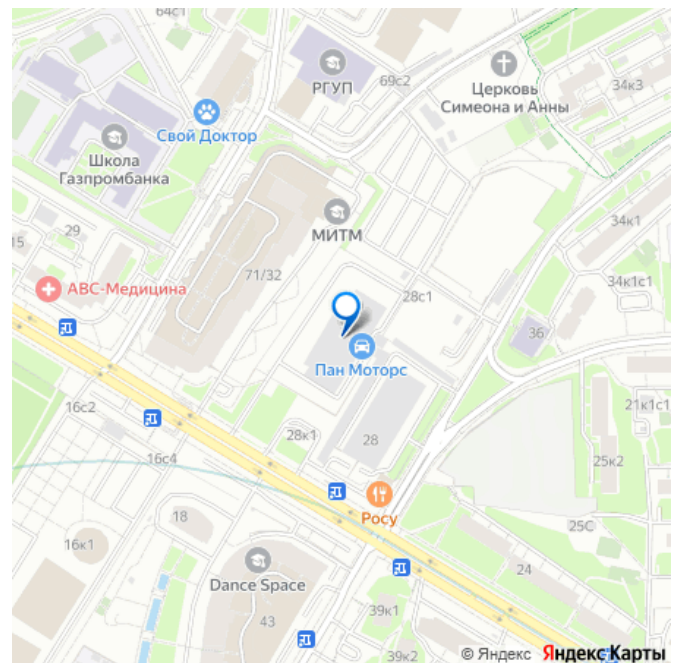 64с1
РГУП
69с2
Церковь
Симеона и Анны
34к3
Свой Доктор
Школа
Газпромбанка
МИТМ
34к1
15
29
71/32
АВС-Медицина
28с1
34к1с1
36
Пан Моторс
16с2
28к1
28
21к1с1
16с4
25к2
Росу
18
25С
16к1
Dance Space
24
43
39к1
39к2
© Яндекс Яндекс Карты